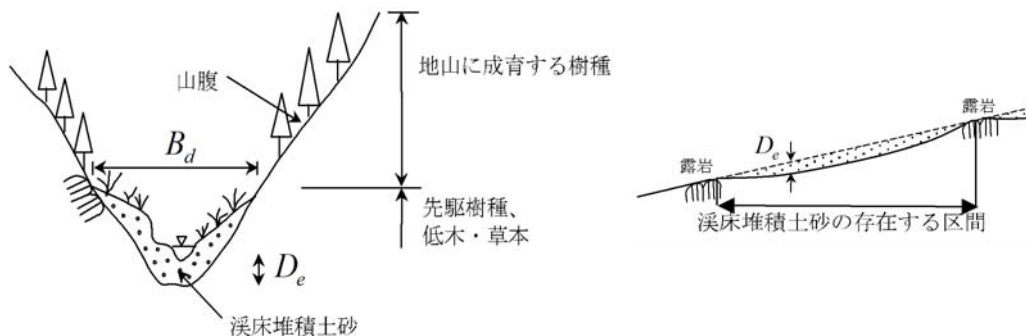 地山に成育する樹種
山腹
B_d
先駆樹種、
低木・草本
D_e
渓床堆積土砂
露岩
D_e
露岩
渓床堆積土砂の存在する区間